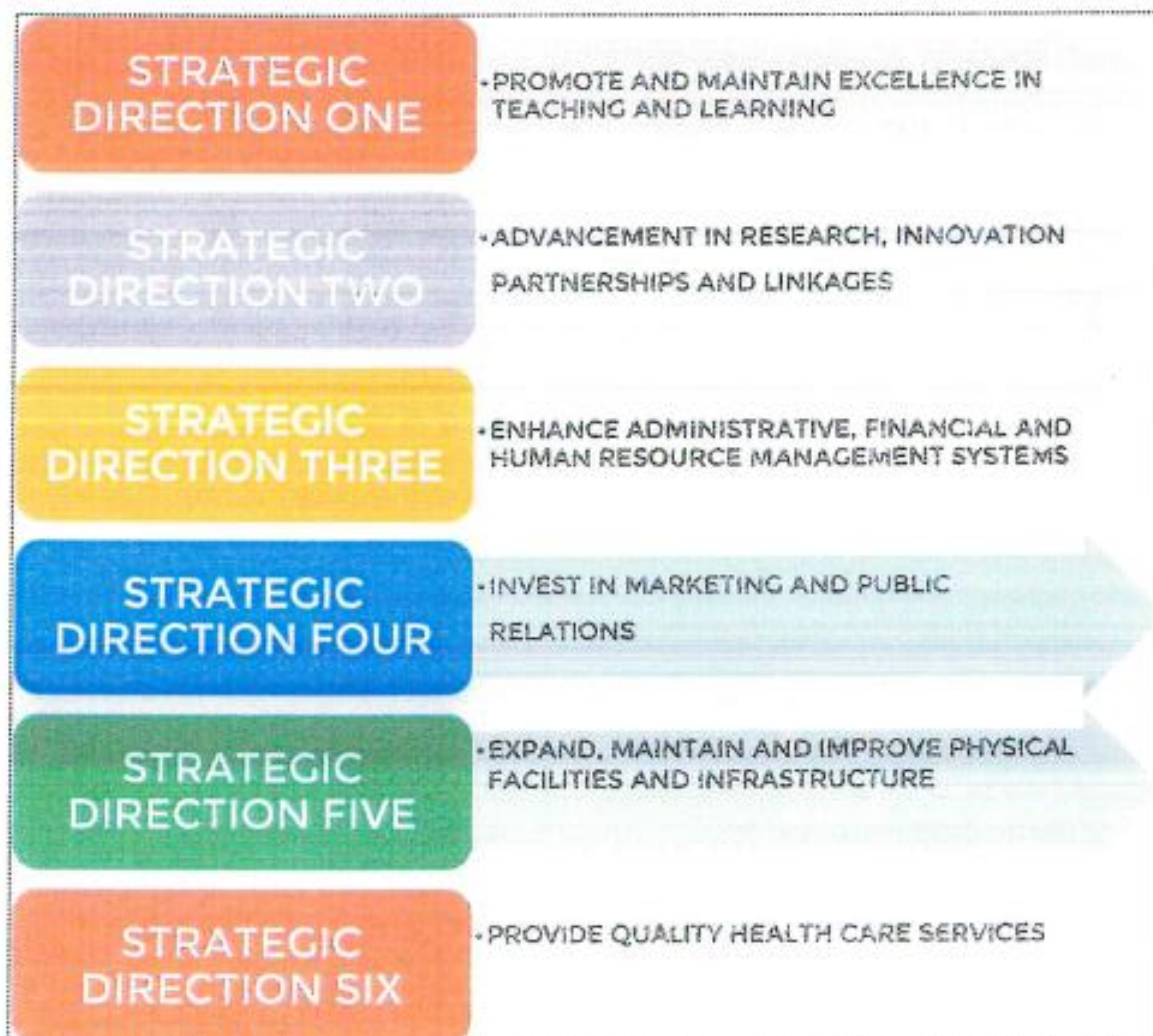 STRATEGIC
DIRECTION ONE
•PROMOTE AND MAINTAIN EXCELLENCE IN
TEACHING AND LEARNING
STRATEGIC
DIRECTION TWO
•ADVANCEMENT IN RESEARCH, INNOVATION
PARTNERSHIPS AND LINKAGES
STRATEGIC
DIRECTION THREE
•ENHANCE ADMINISTRATIVE, FINANCIAL AND
HUMAN RESOURCE MANAGEMENT SYSTEMS
STRATEGIC
DIRECTION FOUR
•INVEST IN MARKETING AND PUBLIC
RELATIONS
STRATEGIC
DIRECTION FIVE
•EXPAND, MAINTAIN AND IMPROVE PHYSICAL
FACILITIES AND INFRASTRUCTURE
STRATEGIC
DIRECTION SIX
•PROVIDE QUALITY HEALTH CARE SERVICES